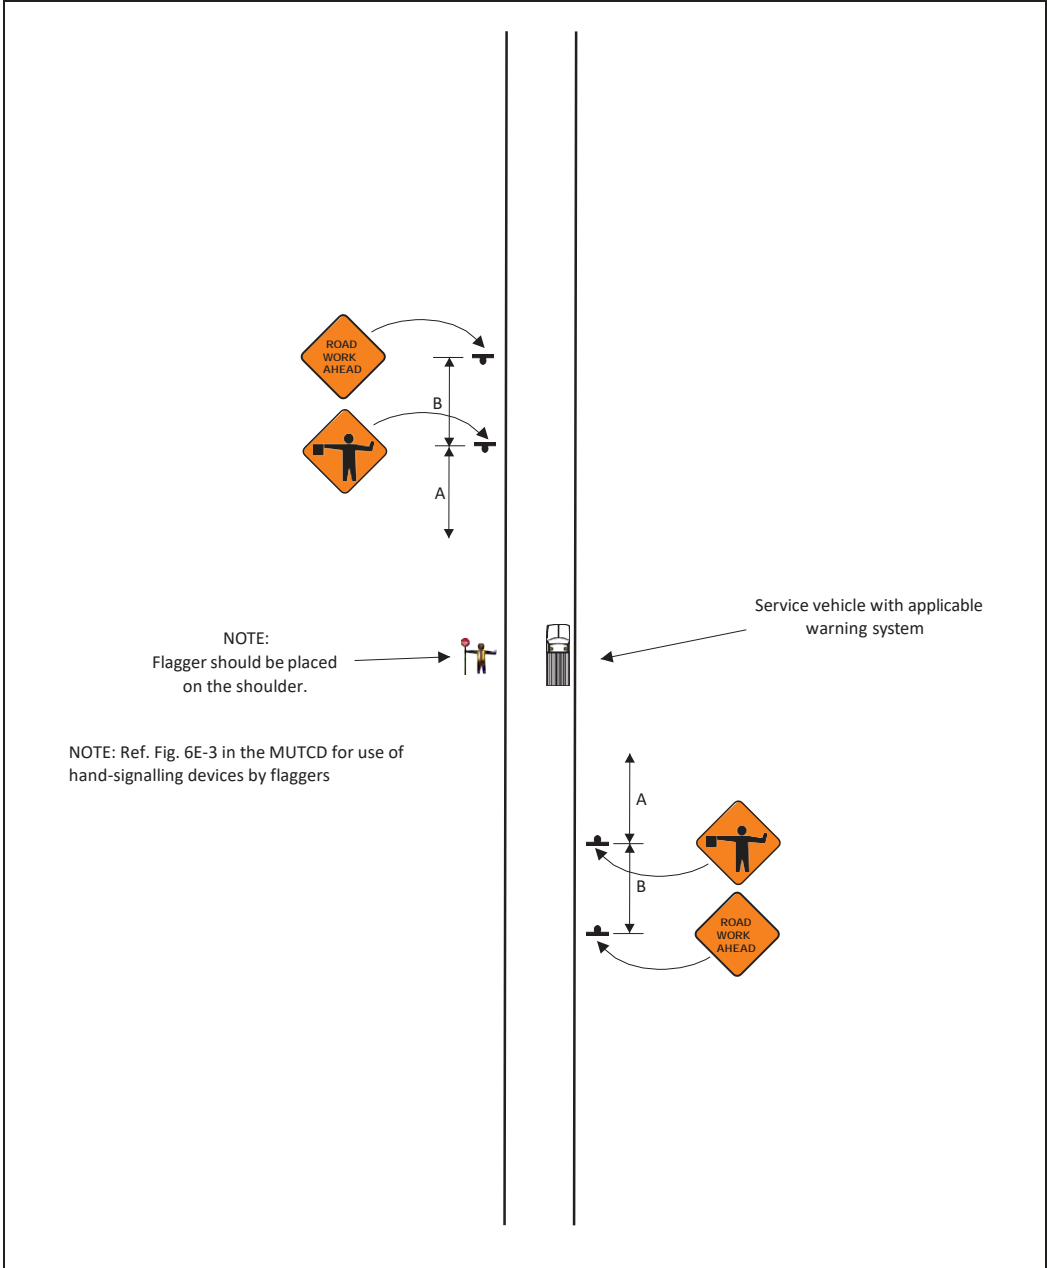 ROAD
WORK
AHEAD
B
A
Service vehicle with applicable
warning system
NOTE:
Flagger should be placed
on the shoulder.
NOTE: Ref. Fig. 6E-3 in the MUTCD for use of
hand-signalling devices by flaggers
A
B
ROAD
WORK
AHEAD